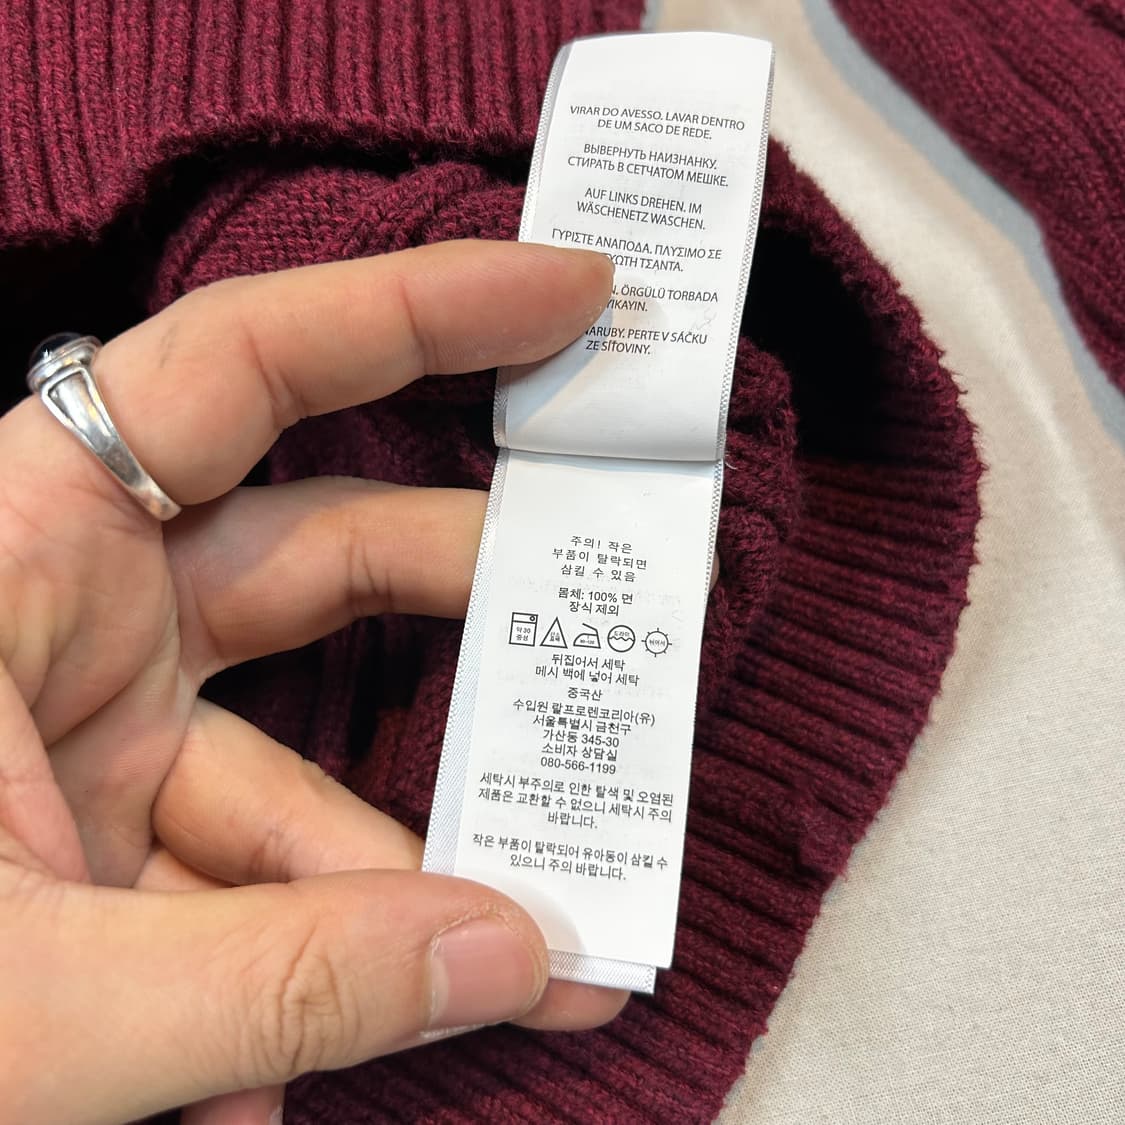 VIRAR DO AVESSO. LAVAR DENTRO
DE UM SACO DE REDE.
ВЫВЕРНУТЬ НАИЗНАНКУ.
СТИРАТЬ В СЕТЧАТОМ МЕШКЕ.
AUF LINKS DREHEN. IM
WÄSCHENETZ WASCHEN.
ΓΥΡΙΣΤΕ ΑΝΑΠΟΔΑ. ΠΛΥΣΙΜΟ ΣΕ
ΤΣΑΝΤΑ.
ÖRGÜLÜ TORBADA
YIKAYIN.
PERTE V SÁČKU
ZE SÍŤOVINY.
주의! 작은
부품이 탈락되면
삼킬 수 있음
몸체: 100% 면
장식 제외
약 30
중성
드라이
뒤집어서 세탁
메시 백에 넣어 세탁
중국산
수입원 랄프로렌코리아(유)
서울특별시 금천구
가산동 345-30
소비자 상담실
080-566-1199
세탁시 부주의로 인한 탈색 및 오염된
제품은 교환할 수 없으니 세탁시 주의
바랍니다.
작은 부품이 탈락되어 유아동이 삼킬 수
있으니 주의 바랍니다.